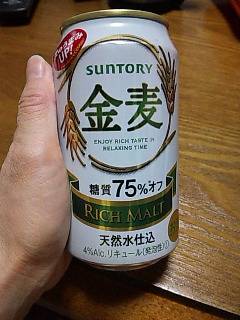 UP!
SUNTORY
金麦
ENJOY RICH TASTE IN
RELAXING TIME
糖質75%オフ
RICH MALT
天然水仕込
4%Alc. リキュール(発泡性)①